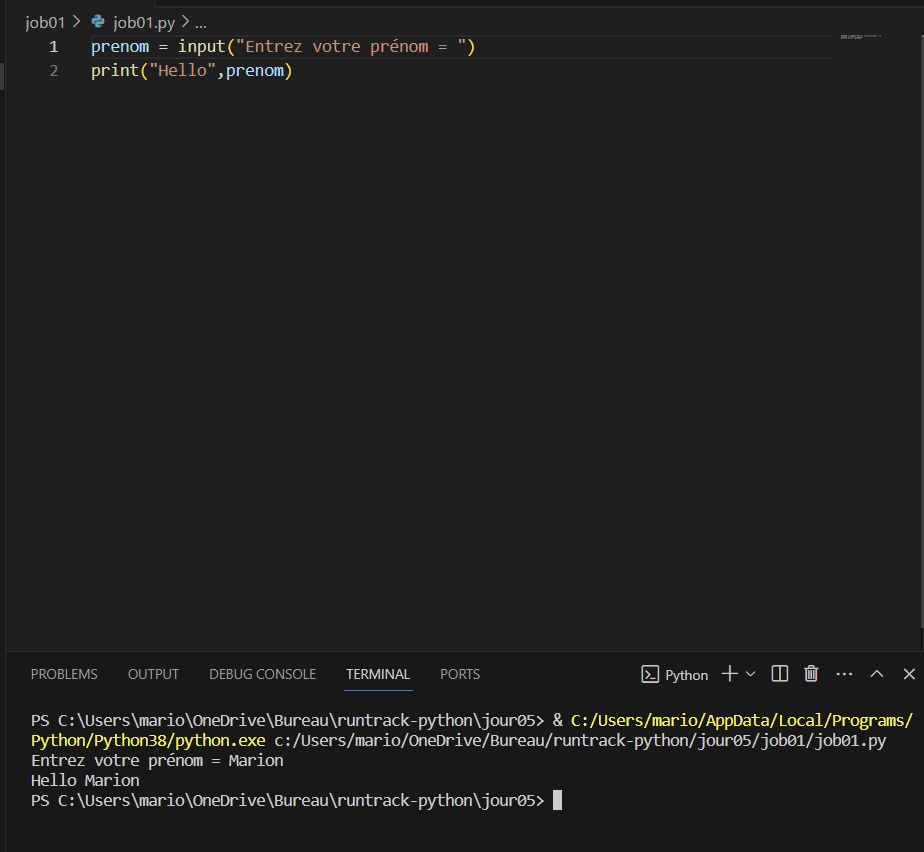 job01 > job01.py > ...
1 prenom = input("Entrez votre prénom = ")
2 print("Hello",prenom)
PROBLEMS OUTPUT DEBUG CONSOLE TERMINAL PORTS Python
PS C:\Users\mario\OneDrive\Bureau\runtrack-python\jour05> & C:/Users/mario/AppData/Local/Programs/
Python/Python38/python.exe c:/Users/mario/OneDrive/Bureau/runtrack-python/jour05/job01/job01.py
Entrez votre prénom = Marion
Hello Marion
PS C:\Users\mario\OneDrive\Bureau\runtrack-python\jour05>